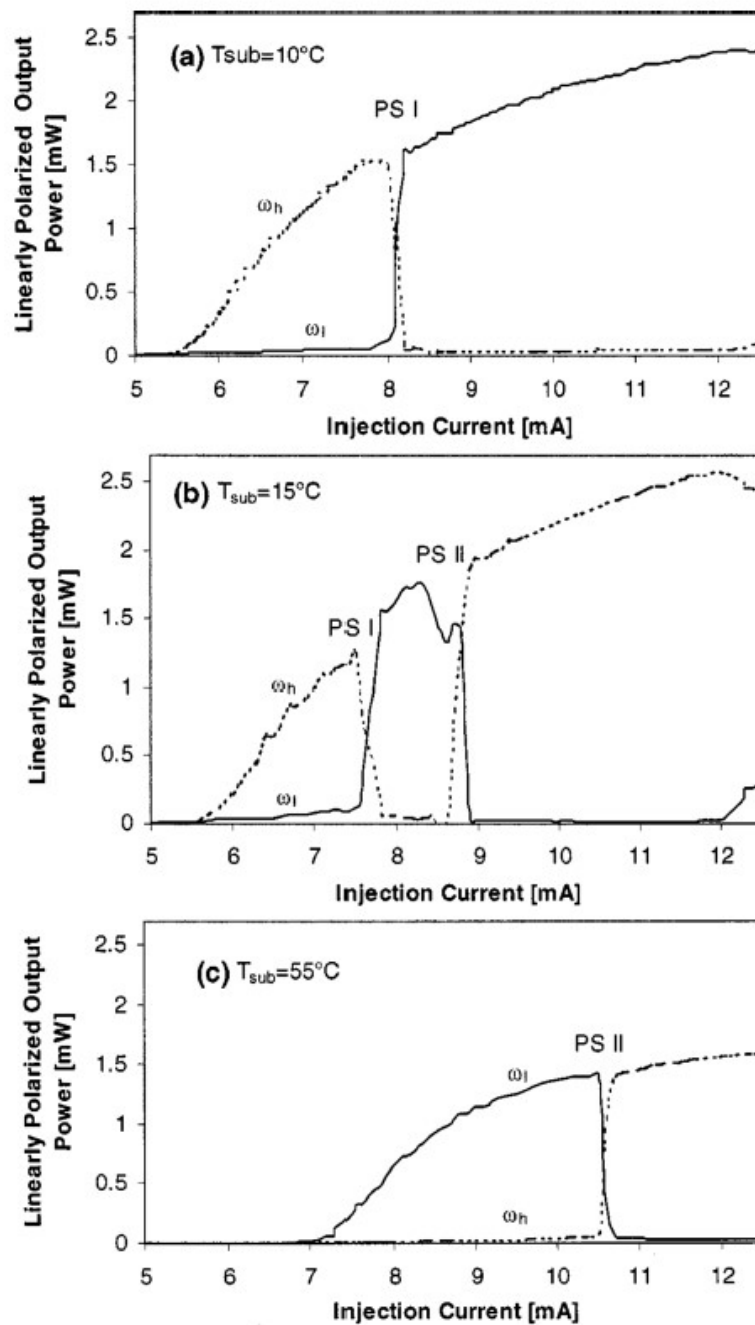 (a) Tsub=10°C
PS I
ωh
ωl
Linearly Polarized Output
Power [mW]
2.5
2
1.5
1
0.5
0
5 6 7 8 9 10 11 12
Injection Current [mA]
(b) Tsub=15°C
PS II
PS I
ωh
ωl
Linearly Polarized Output
Power [mW]
2.5
2
1.5
1
0.5
0
5 6 7 8 9 10 11 12
Injection Current [mA]
(c) Tsub=55°C
PS II
ωl
ωh
Linearly Polarized Output
Power [mW]
2.5
2
1.5
1
0.5
0
5 6 7 8 9 10 11 12
Injection Current [mA]